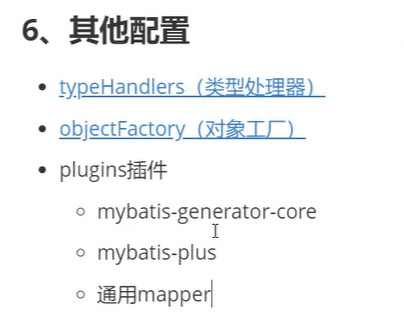 6、其他配置
typeHandlers（类型处理器）
objectFactory（对象工厂）
plugins插件
mybatis-generator-core
mybatis-plus
通用mapper